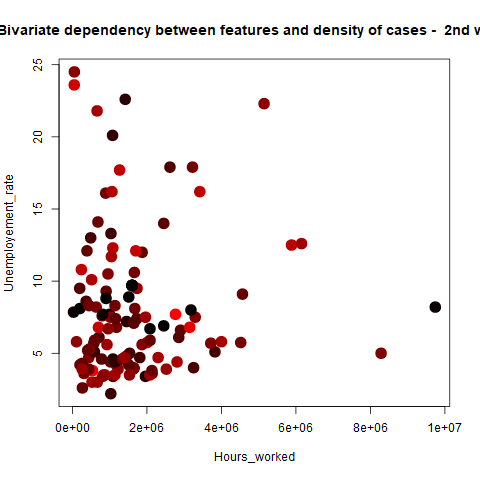 Bivariate dependency between features and density of cases - 2nd w
Unemployement_rate
25
20
15
10
5
0e+00 2e+06 4e+06 6e+06 8e+06 1e+07
Hours_worked